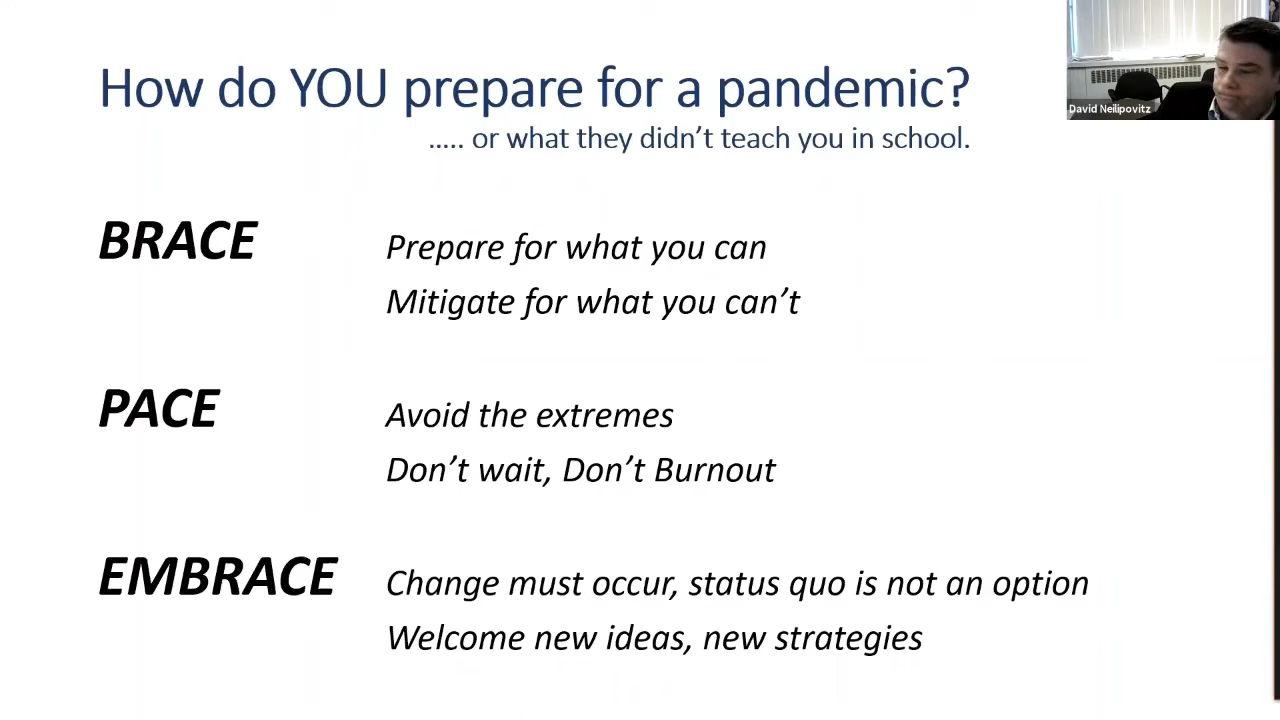 How do YOU prepare for a pandemic?
..... or what they didn't teach you in school.
David Neilipovitz
BRACE
Prepare for what you can
Mitigate for what you can't
PACE
Avoid the extremes
Don't wait, Don't Burnout
EMBRACE
Change must occur, status quo is not an option
Welcome new ideas, new strategies